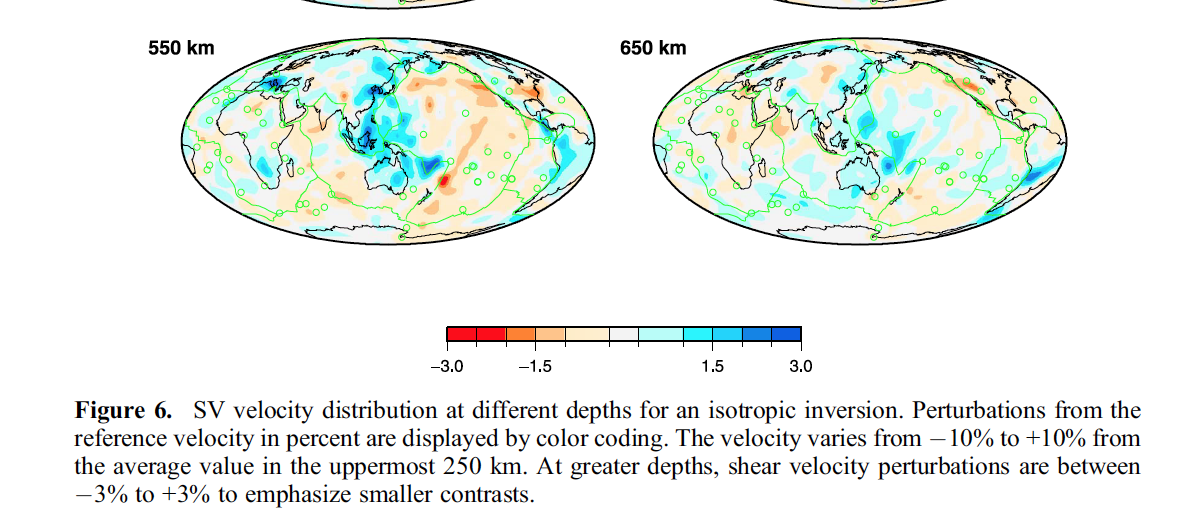 550 km
650 km
−3.0 −1.5 1.5 3.0
Figure 6. SV velocity distribution at different depths for an isotropic inversion. Perturbations from the
reference velocity in percent are displayed by color coding. The velocity varies from −10% to +10% from
the average value in the uppermost 250 km. At greater depths, shear velocity perturbations are between
−3% to +3% to emphasize smaller contrasts.